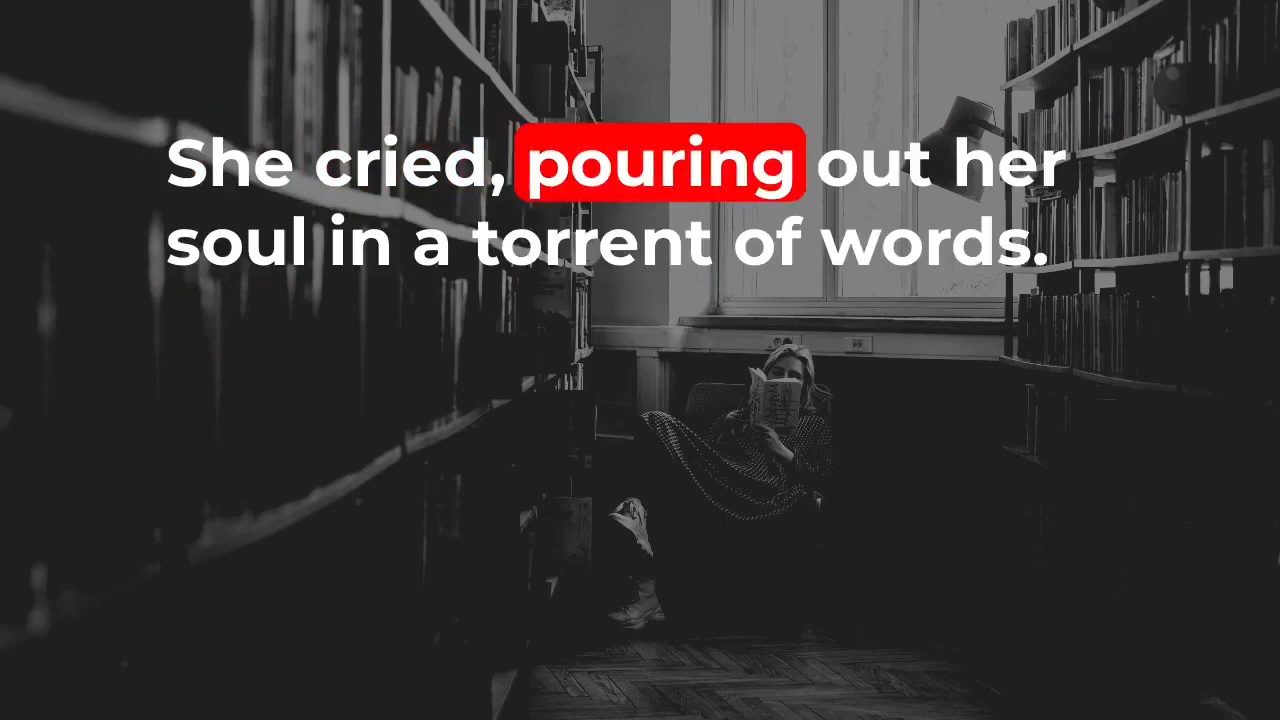 She cried, pouring out her
soul in a torrent of words.